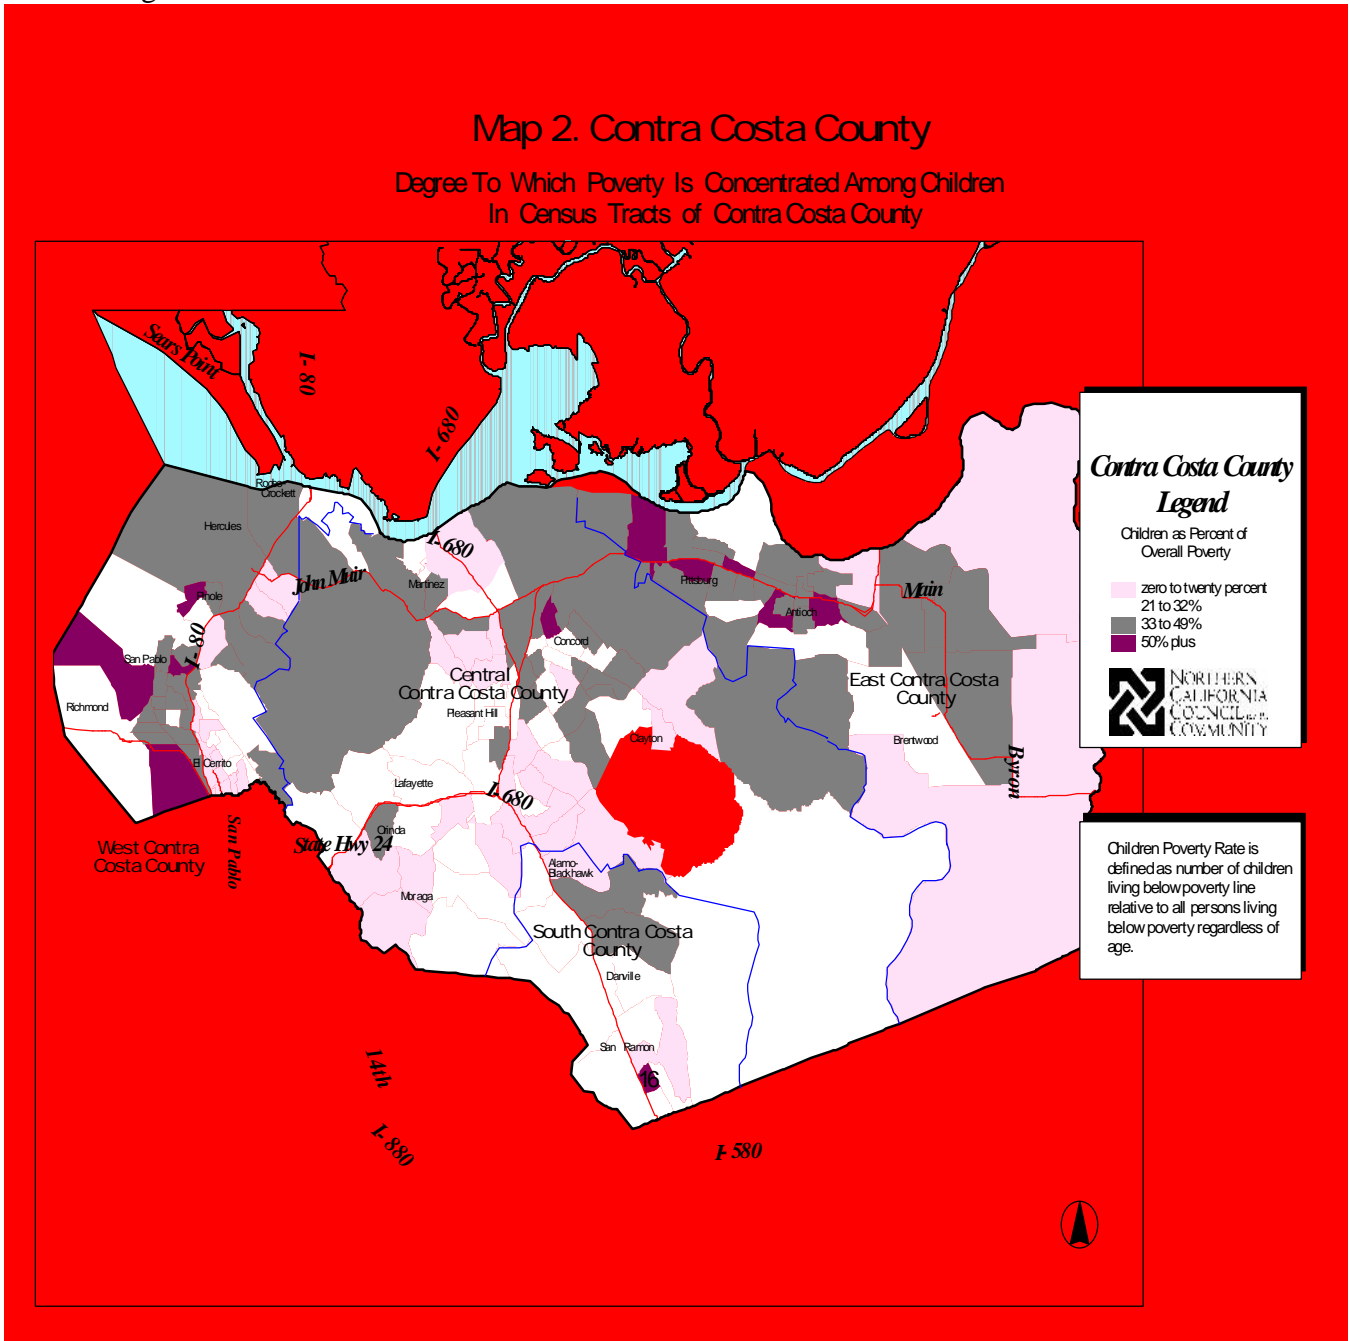 Map 2. Contra Costa County
Degree To Which Poverty Is Concentrated Among Children
In Census Tracts of Contra Costa County
Sears Point
I-80
I-680
Rodeo
Crockett
Hercules
I-680
John Muir
Martinez
Pinole
I-80
San Pablo
Richmond
El Cerrito
Concord
Pittsburg
Antioch
Main
Central
Contra Costa County
Pleasant Hill
East Contra Costa
County
Brentwood
Byron
Clayton
Lafayette
I-680
Orinda
State Hwy 24
San Pablo
West Contra
Costa County
Moraga
Alamo-
Blackhawk
South Contra Costa
County
Danville
San Ramon
16
14th
I-880
I-580
Contra Costa County
Legend
Children as Percent of
Overall Poverty
zero to twenty percent
21 to 32%
33 to 49%
50% plus
NORTHERN
CALIFORNIA
COUNCIL
COMMUNITY
Children Poverty Rate is
defined as number of children
living below poverty line
relative to all persons living
below poverty regardless of
age.